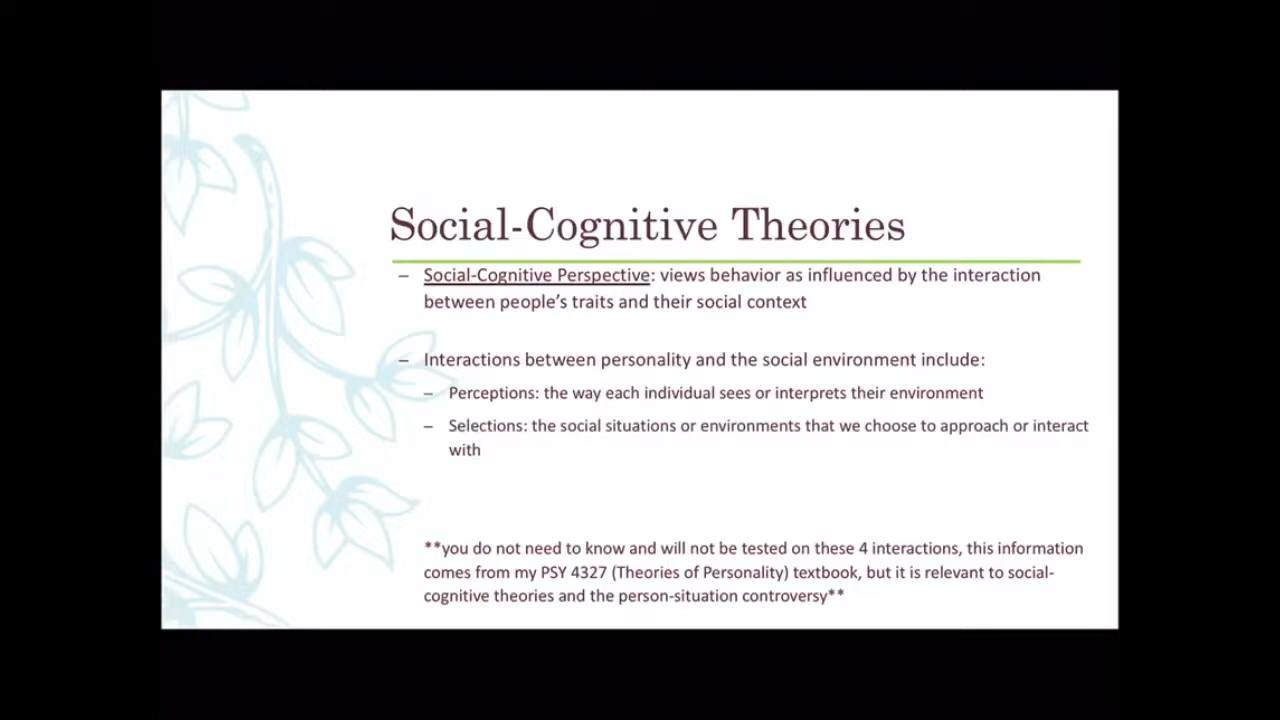 Social-Cognitive Theories
– Social-Cognitive Perspective: views behavior as influenced by the interaction
between people’s traits and their social context
– Interactions between personality and the social environment include:
– Perceptions: the way each individual sees or interprets their environment
– Selections: the social situations or environments that we choose to approach or interact
with
**you do not need to know and will not be tested on these 4 interactions, this information
comes from my PSY 4327 (Theories of Personality) textbook, but it is relevant to social-
cognitive theories and the person-situation controversy**